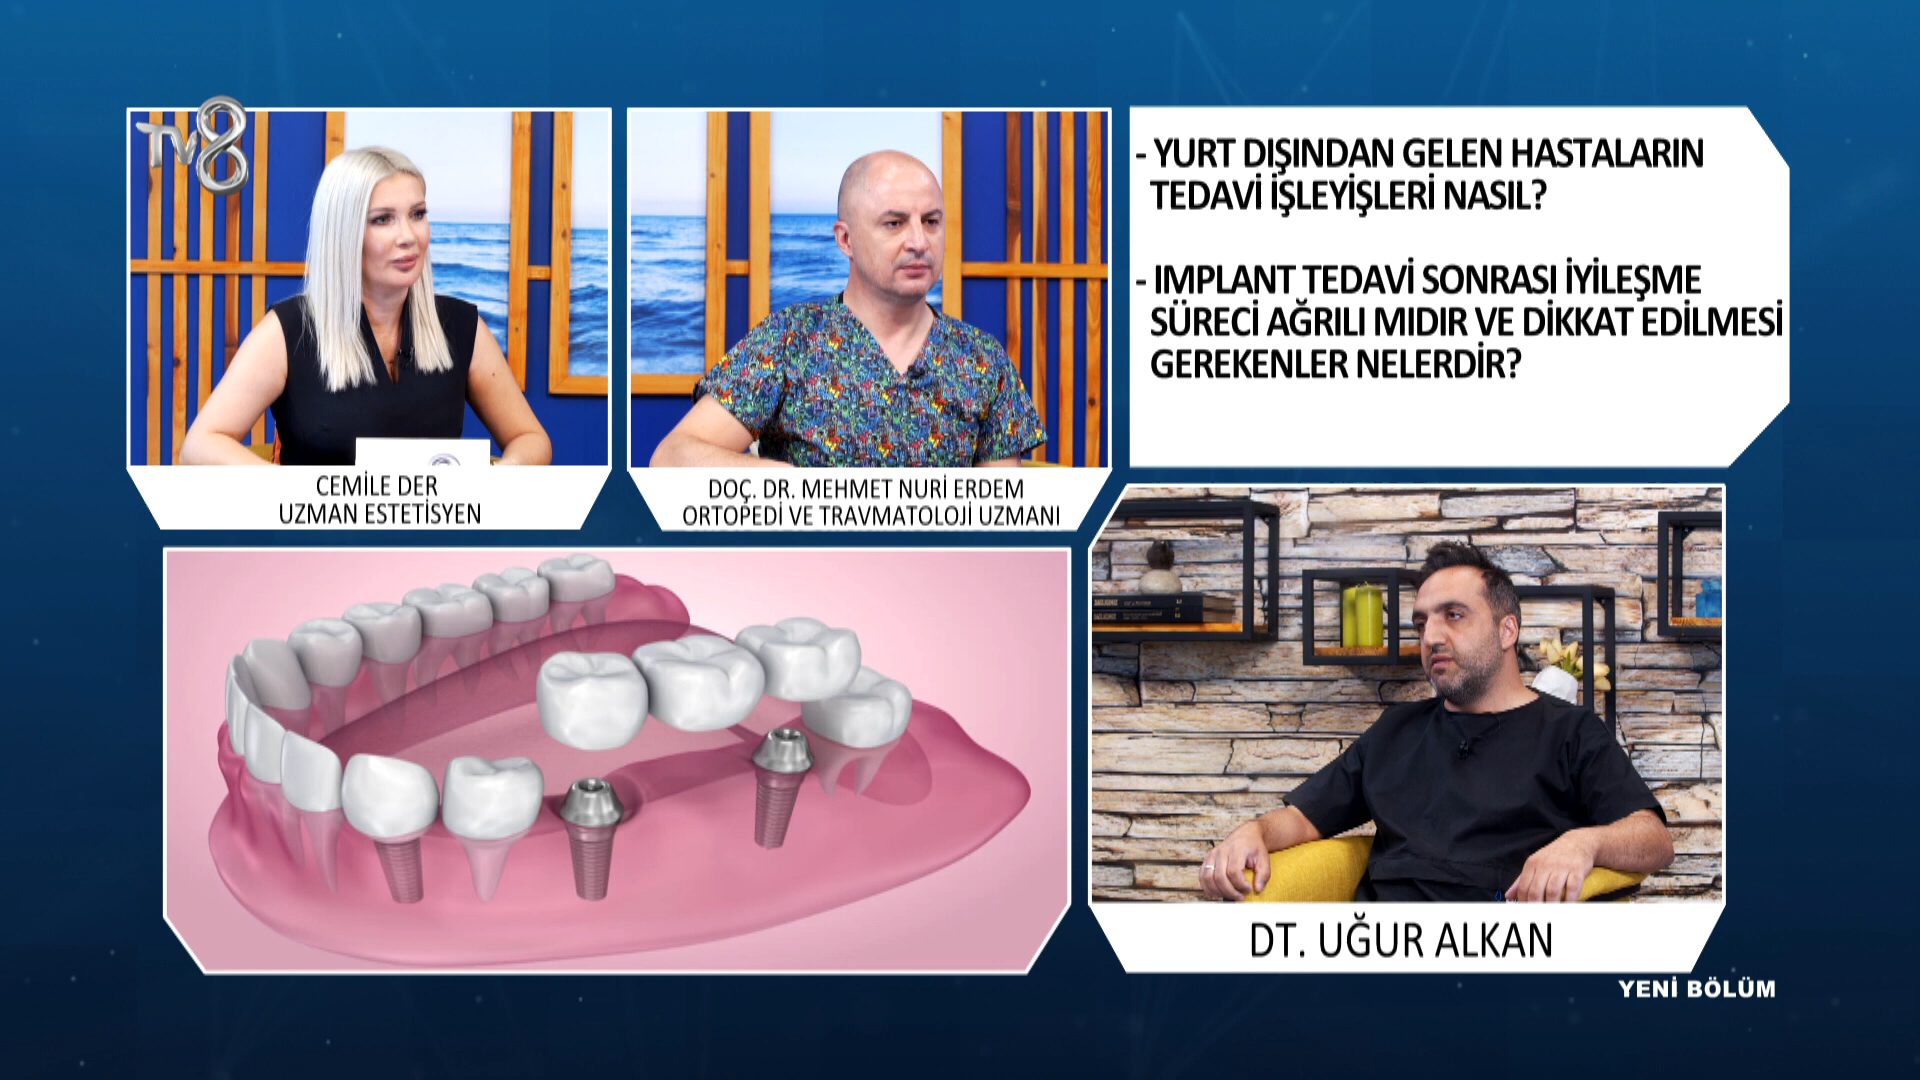 TV8
CEMİLE DER
UZMAN ESTETİSYEN
DOÇ. DR. MEHMET NURİ ERDEM
ORTOPEDİ VE TRAVMATOLOJİ UZMANI
- YURT DIŞINDAN GELEN HASTALARIN
TEDAVİ İŞLEYİŞLERİ NASIL?
- IMPLANT TEDAVİ SONRASI İYİLEŞME
SÜRECİ AĞRILI MIDIR VE DİKKAT EDİLMESİ
GEREKENLER NELERDİR?
DT. UĞUR ALKAN
YENİ BÖLÜM